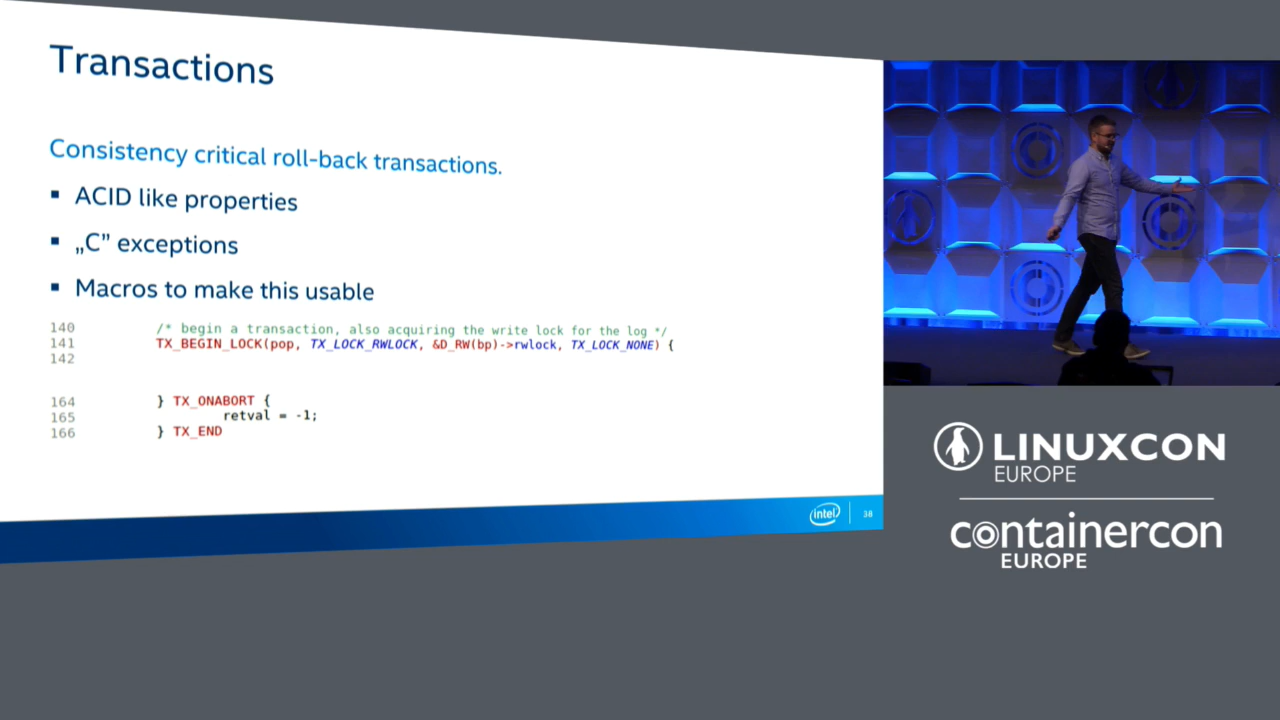 Transactions
Consistency critical roll-back transactions.
▪ ACID like properties
▪ „C” exceptions
▪ Macros to make this usable
140 /* begin a transaction, also acquiring the write lock for the log */
141 TX_BEGIN_LOCK(pop, TX_LOCK_RWLOCK, &D_RW(bp)->rwlock, TX_LOCK_NONE) {
142
164 } TX_ONABORT {
165 retval = -1;
166 } TX_END
intel
38
LINUXCON
EUROPE
containercon
EUROPE